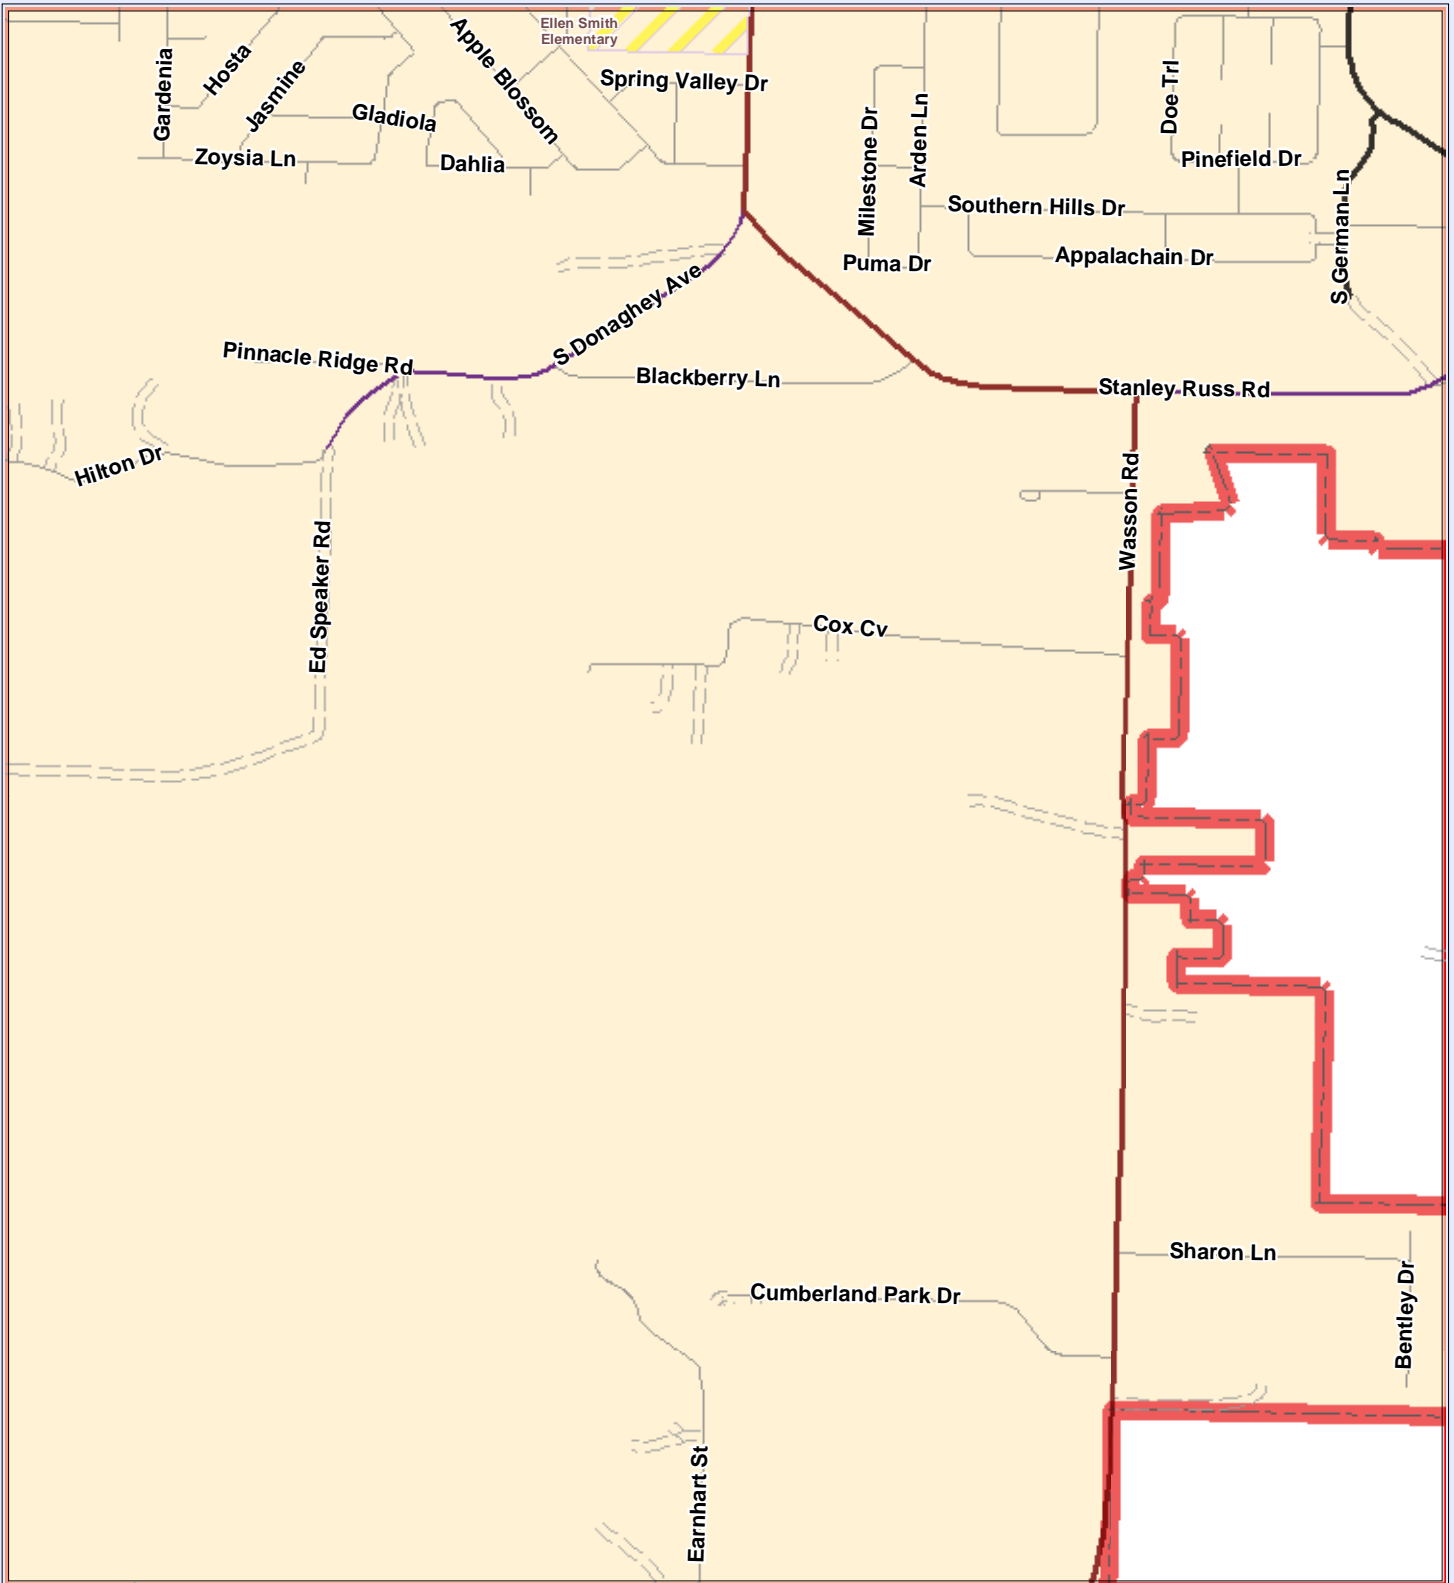 Ellen Smith
Elementary
Gardenia
Hosta
Jasmine
Apple Blossom
Spring Valley Dr
Gladiola
Zoysia Ln
Dahlia
Milestone Dr
Arden Ln
Doe Trl
Pinefield Dr
Southern Hills Dr
Appalachain Dr
Puma Dr
S German Ln
S Donaghey Ave
Pinnacle Ridge Rd
Blackberry Ln
Stanley Russ Rd
Hilton Dr
Wasson Rd
Ed Speaker Rd
Cox Cv
Sharon Ln
Cumberland Park Dr
Bentley Dr
Earnhart St